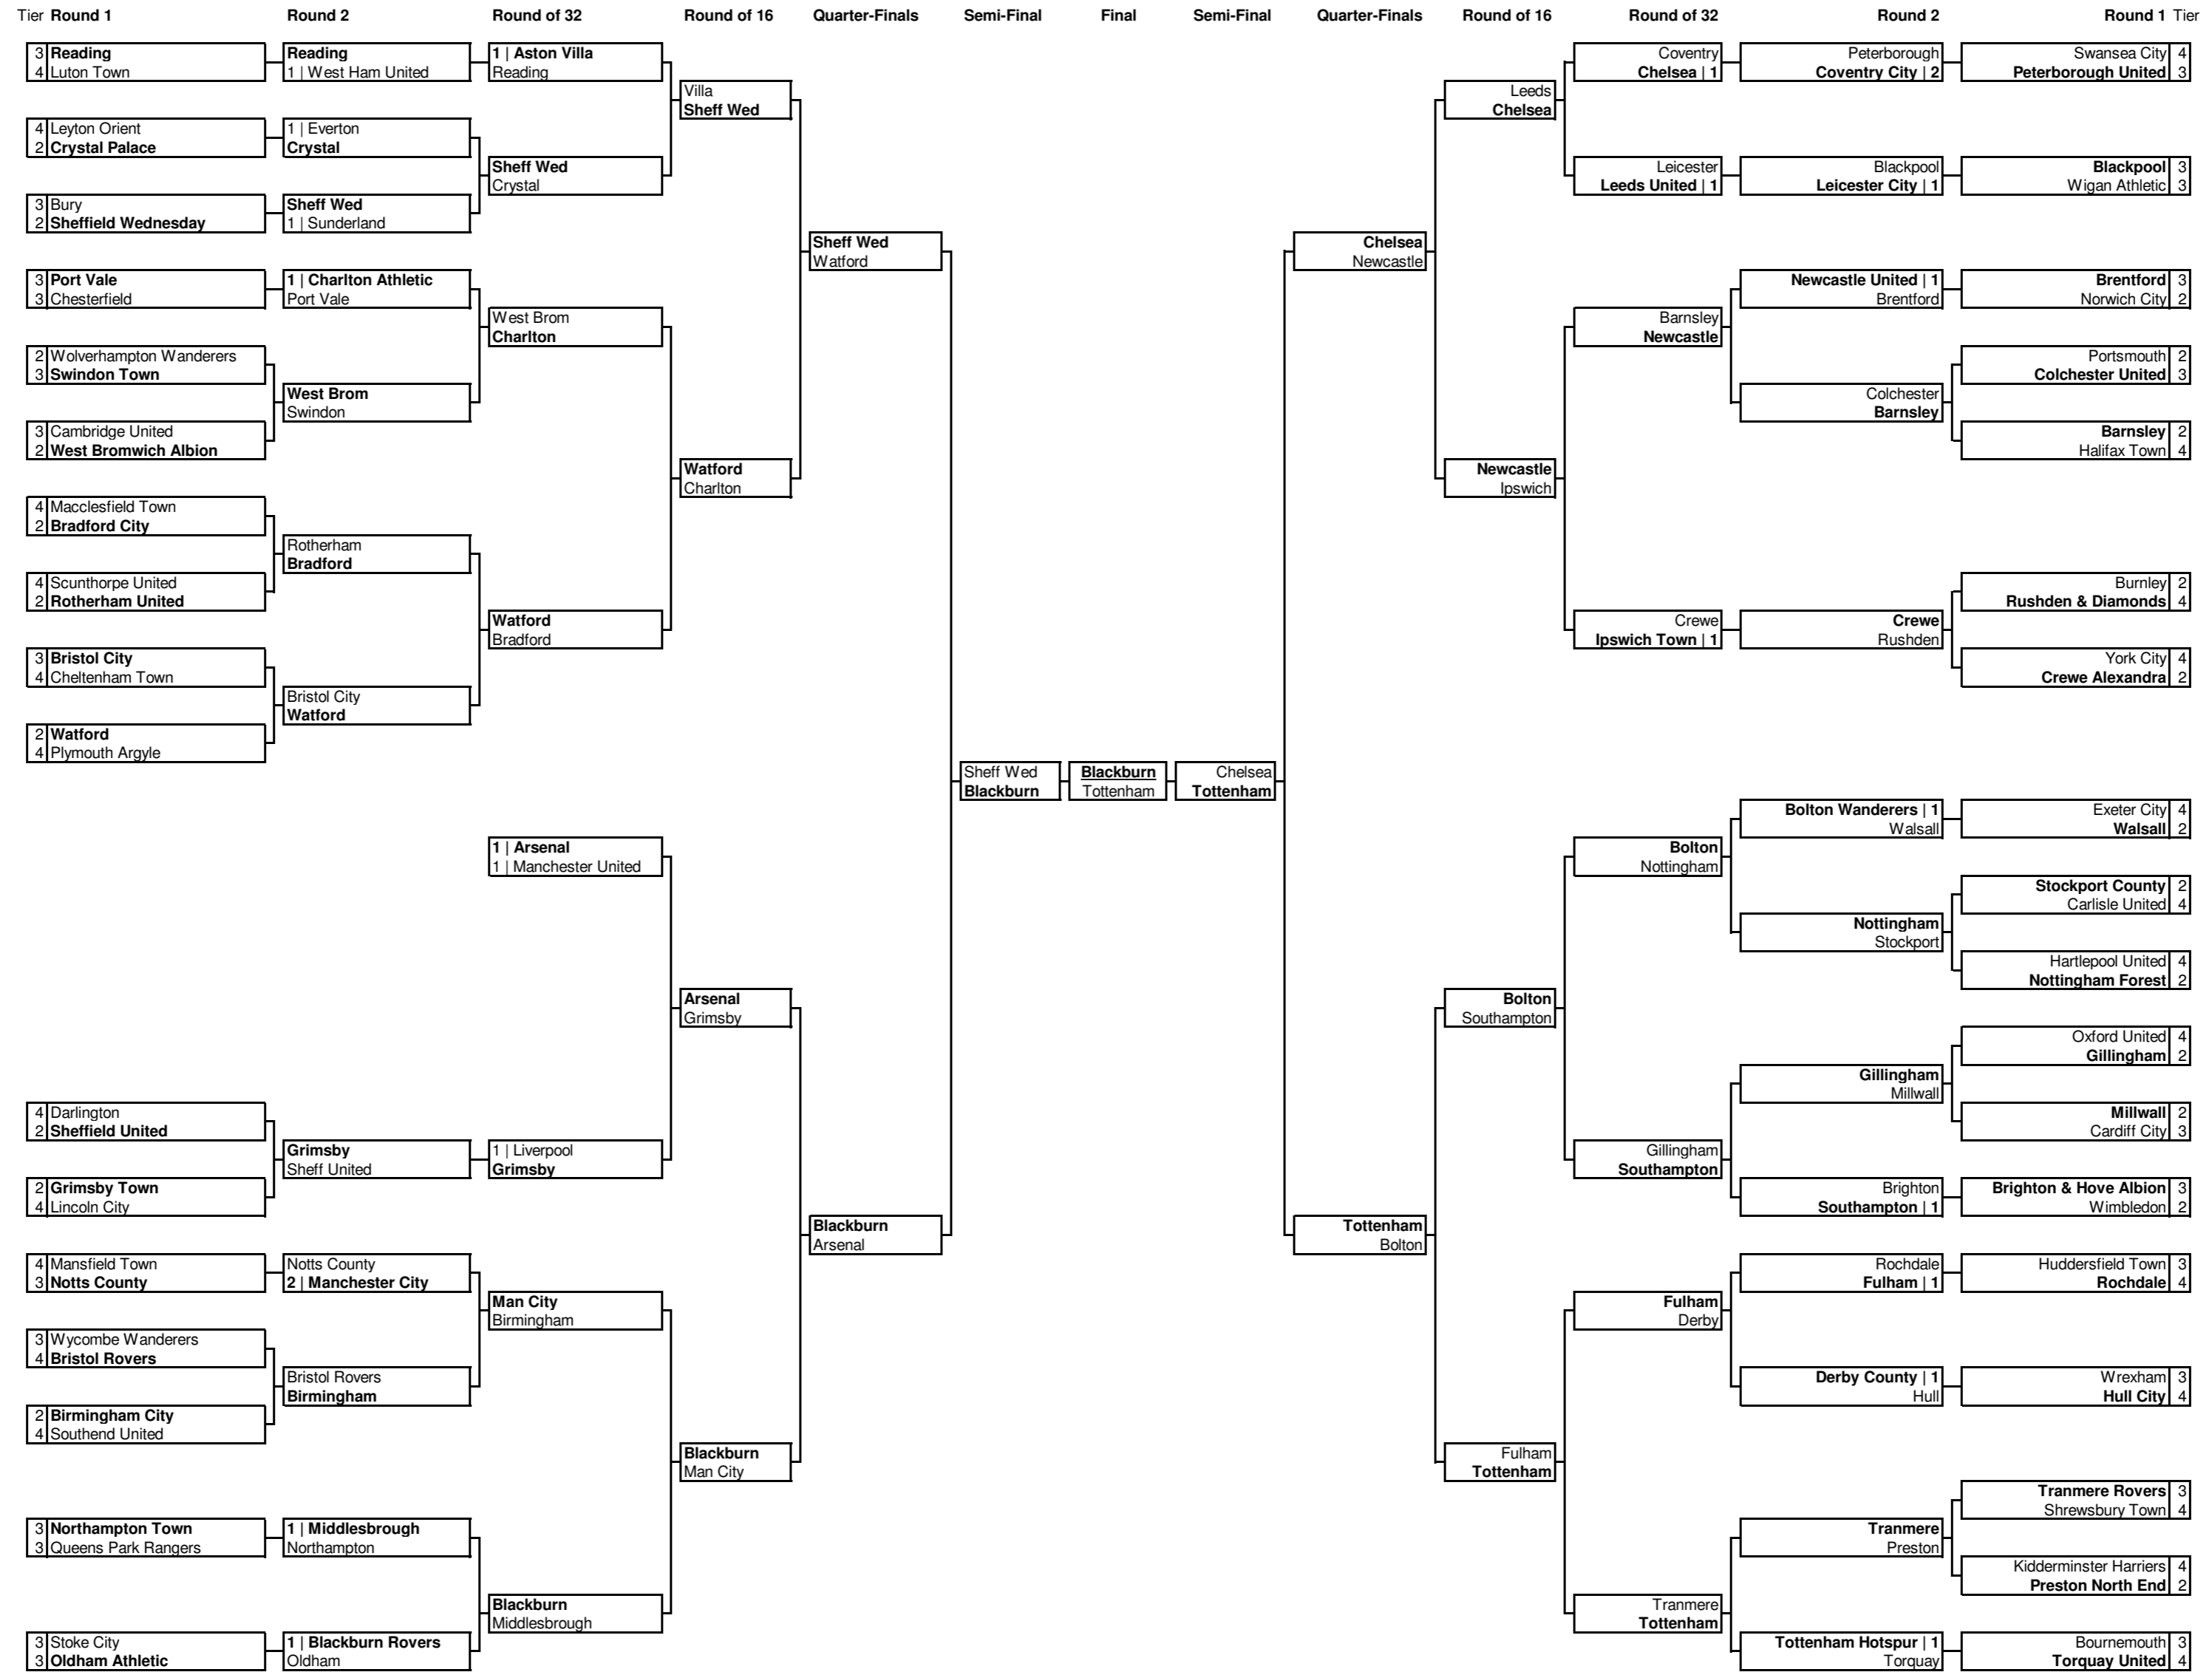 Tier Round 1 Round 2 Round of 32 Round of 16 Quarter-Finals Semi-Final Final Semi-Final Quarter-Finals Round of 16 Round of 32 Round 2 Round 1 Tier
3 Reading
4 Luton Town
4 Leyton Orient
2 Crystal Palace
3 Bury
2 Sheffield Wednesday
3 Port Vale
3 Chesterfield
2 Wolverhampton Wanderers
3 Swindon Town
3 Cambridge United
2 West Bromwich Albion
4 Macclesfield Town
2 Bradford City
4 Scunthorpe United
2 Rotherham United
3 Bristol City
4 Cheltenham Town
2 Watford
4 Plymouth Argyle
4 Darlington
2 Sheffield United
2 Grimsby Town
4 Lincoln City
4 Mansfield Town
3 Notts County
3 Wycombe Wanderers
4 Bristol Rovers
2 Birmingham City
4 Southend United
3 Northampton Town
3 Queens Park Rangers
3 Stoke City
3 Oldham Athletic
Reading
1 | West Ham United
1 | Everton
Crystal
Sheff Wed
1 | Sunderland
1 | Charlton Athletic
Port Vale
West Brom
Swindon
Rotherham
Bradford
Bristol City
Watford
Grimsby
Sheff United
Notts County
2 | Manchester City
Bristol Rovers
Birmingham
1 | Middlesbrough
Northampton
1 | Blackburn Rovers
Oldham
1 | Aston Villa
Reading
Sheff Wed
Crystal
West Brom
Charlton
Watford
Bradford
1 | Arsenal
1 | Manchester United
1 | Liverpool
Grimsby
Man City
Birmingham
Blackburn
Middlesbrough
Villa
Sheff Wed
Watford
Charlton
Arsenal
Grimsby
Blackburn
Man City
Sheff Wed
Watford
Blackburn
Arsenal
Sheff Wed
Blackburn
Blackburn
Tottenham
Chelsea
Tottenham
Chelsea
Newcastle
Tottenham
Bolton
Leeds
Chelsea
Newcastle
Ipswich
Bolton
Southampton
Fulham
Tottenham
Coventry
Chelsea | 1
Leicester
Leeds United | 1
Barnsley
Newcastle
Crewe
Ipswich Town | 1
Bolton
Nottingham
Gillingham
Southampton
Fulham
Derby
Tranmere
Tottenham
Peterborough
Coventry City | 2
Blackpool
Leicester City | 1
Newcastle United | 1
Brentford
Colchester
Barnsley
Crewe
Rushden
Bolton Wanderers | 1
Walsall
Nottingham
Stockport
Gillingham
Millwall
Brighton
Southampton | 1
Rochdale
Fulham | 1
Derby County | 1
Hull
Tranmere
Preston
Tottenham Hotspur | 1
Torquay
Swansea City 4
Peterborough United 3
Blackpool 3
Wigan Athletic 3
Brentford 3
Norwich City 2
Portsmouth 2
Colchester United 3
Barnsley 2
Halifax Town 4
Burnley 2
Rushden & Diamonds 4
York City 4
Crewe Alexandra 2
Exeter City 4
Walsall 2
Stockport County 2
Carlisle United 4
Hartlepool United 4
Nottingham Forest 2
Oxford United 4
Gillingham 2
Millwall 2
Cardiff City 3
Brighton & Hove Albion 3
Wimbledon 2
Huddersfield Town 3
Rochdale 4
Wrexham 3
Hull City 4
Tranmere Rovers 3
Shrewsbury Town 4
Kidderminster Harriers 4
Preston North End 2
Bournemouth 3
Torquay United 4